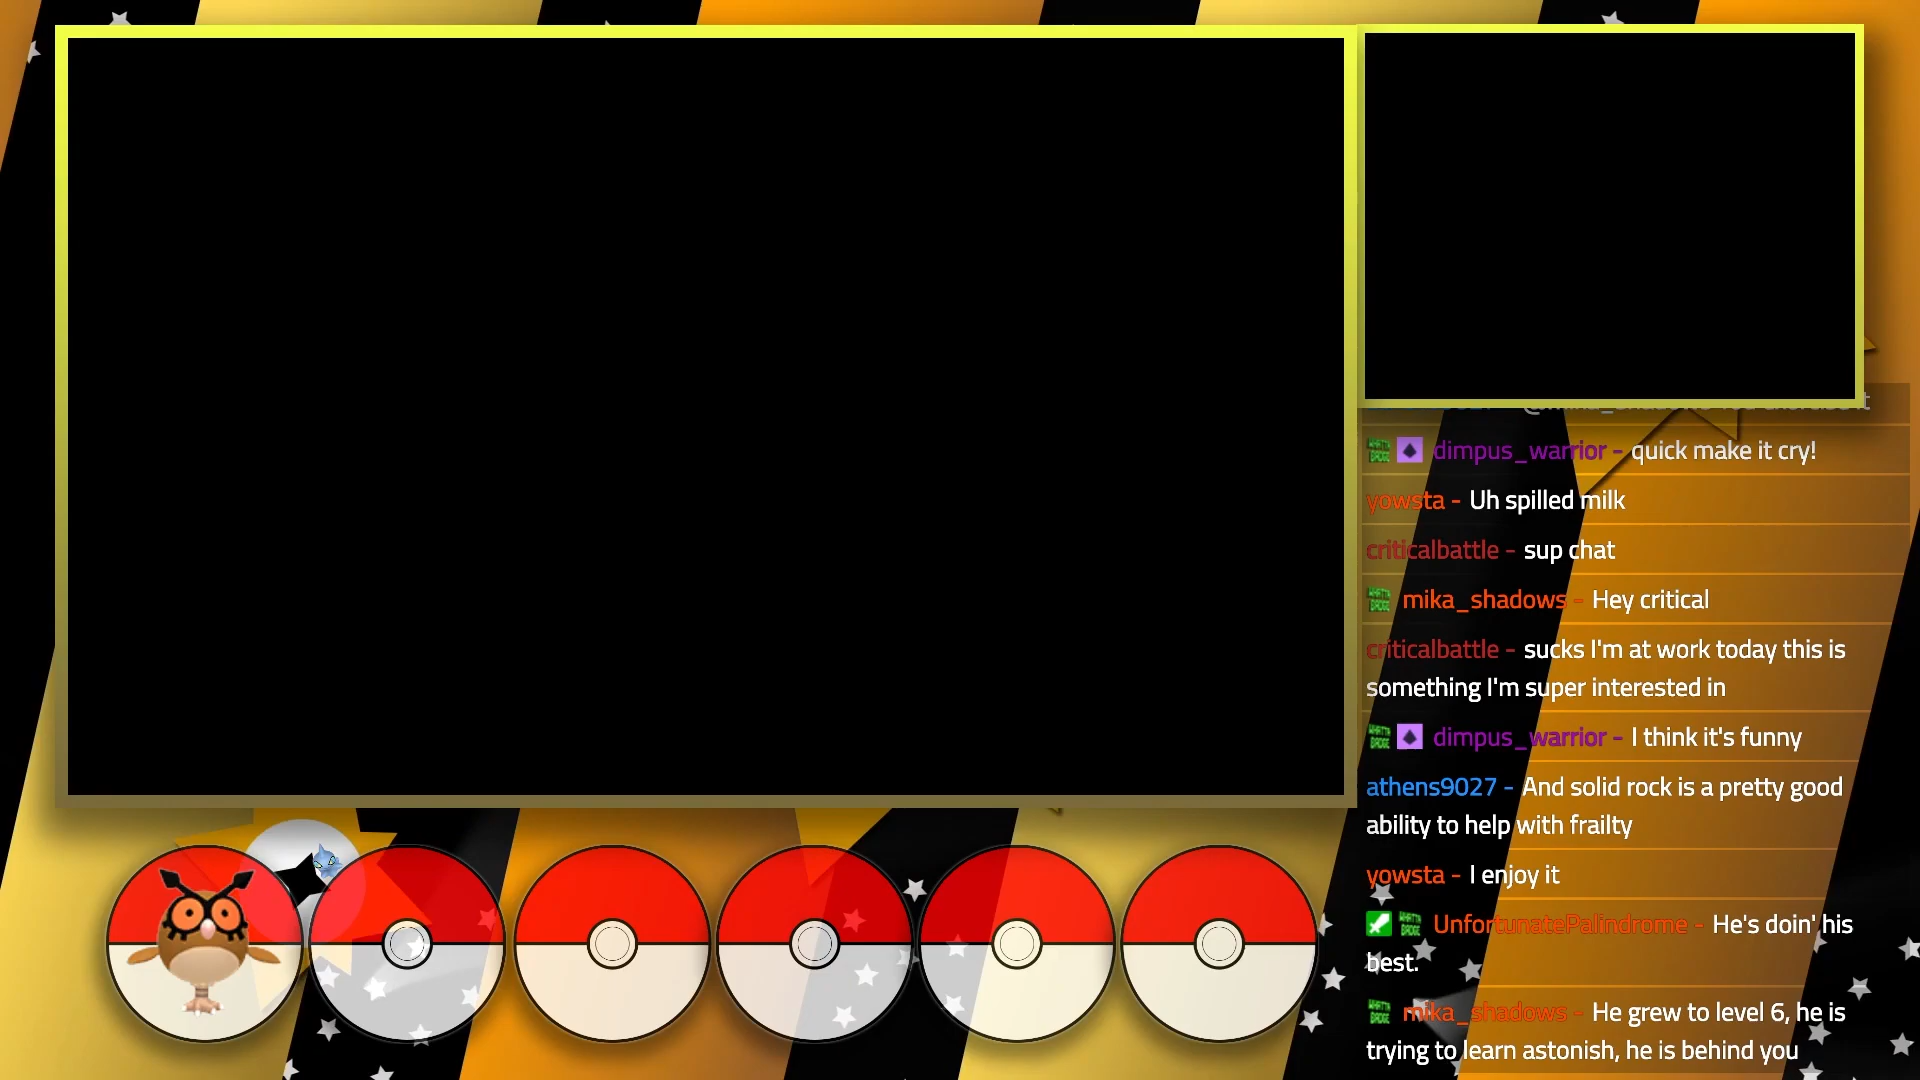 dimpus_warrior - quick make it cry!
yowsta - Uh spilled milk
criticalbattle - sup chat
mika_shadows - Hey critical
criticalbattle - sucks I'm at work today this is
something I'm super interested in
dimpus_warrior - I think it's funny
athens9027 - And solid rock is a pretty good
ability to help with frailty
yowsta - I enjoy it
UnfortunatePalindrome - He's doin' his
best.
mika_shadows - He grew to level 6, he is
trying to learn astonish, he is behind you